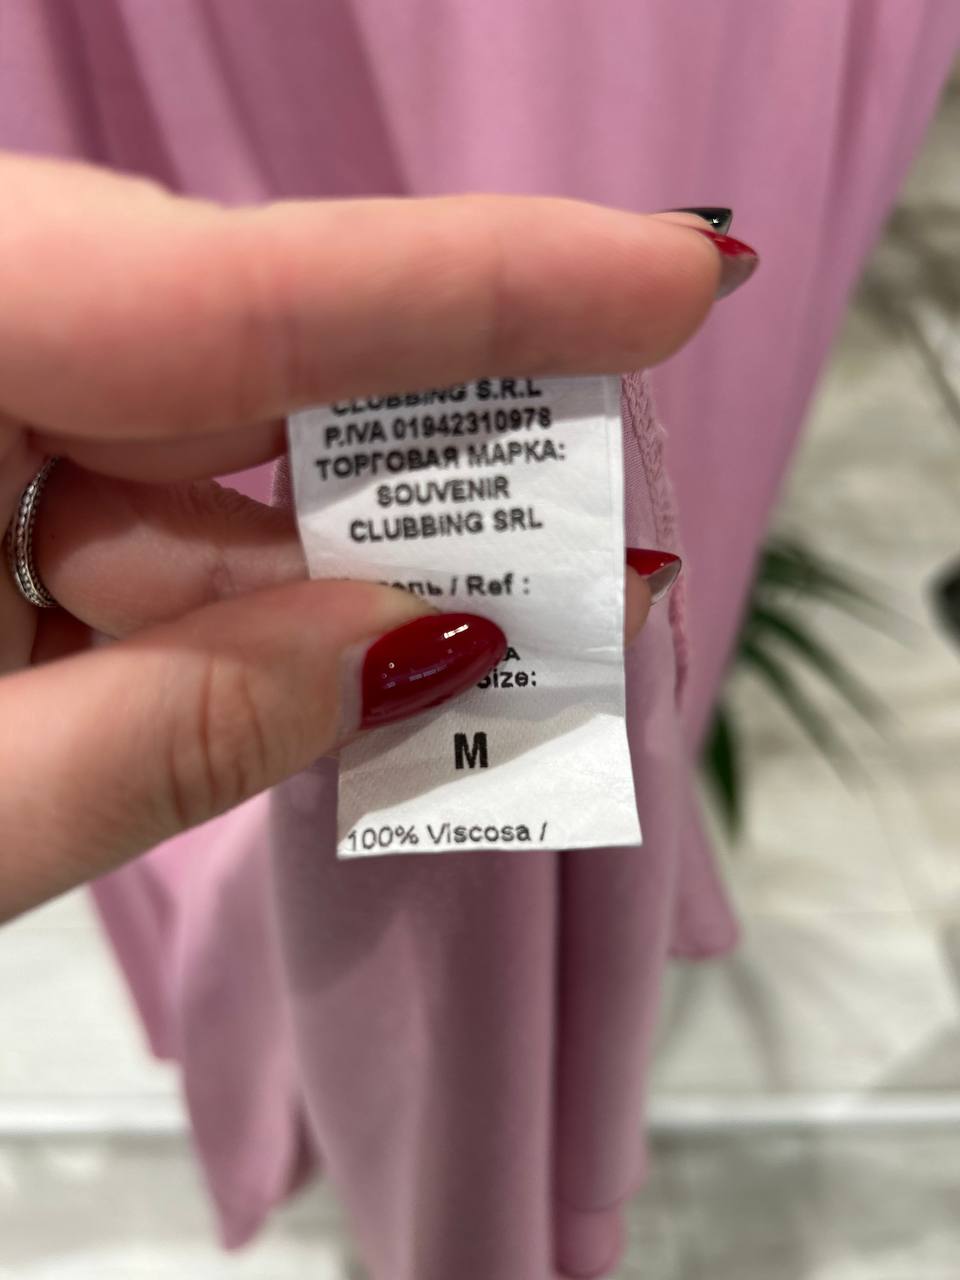 CLUBBING S.R.L
P.IVA 01942310978
ТОРГОВАЯ МАРКА:
SOUVENIR
CLUBBING SRL
/ Ref :
Size:
M
100% Viscosa /